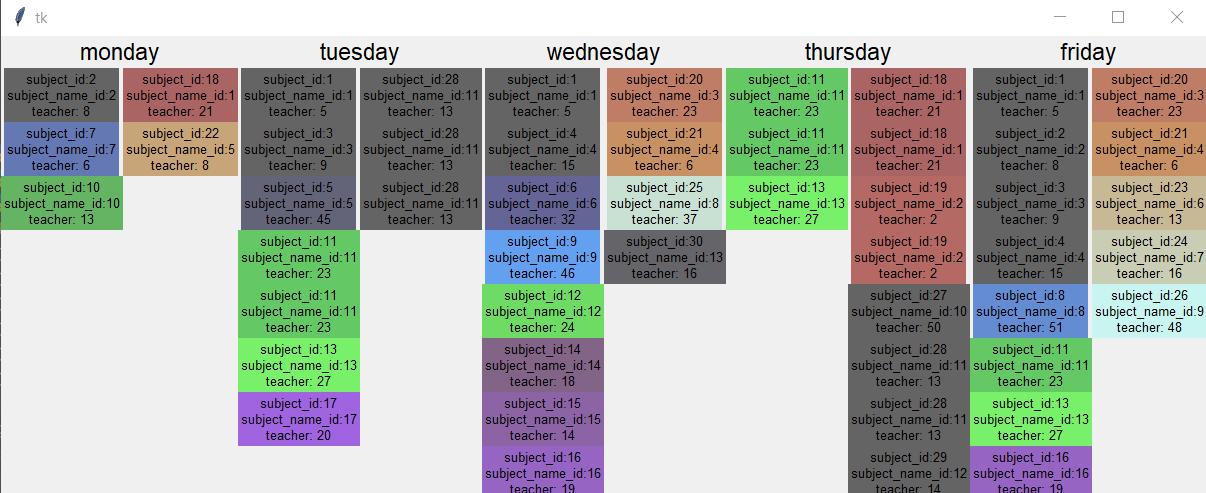 tk
monday
tuesday
wednesday
thursday
friday
subject_id:2
subject_name_id:2
teacher: 8
subject_id:7
subject_name_id:7
teacher: 6
subject_id:10
subject_name_id:10
teacher: 13
subject_id:18
subject_name_id:1
teacher: 21
subject_id:22
subject_name_id:5
teacher: 8
subject_id:1
subject_name_id:1
teacher: 5
subject_id:3
subject_name_id:3
teacher: 9
subject_id:5
subject_name_id:5
teacher: 45
subject_id:11
subject_name_id:11
teacher: 23
subject_id:11
subject_name_id:11
teacher: 23
subject_id:13
subject_name_id:13
teacher: 27
subject_id:17
subject_name_id:17
teacher: 20
subject_id:28
subject_name_id:11
teacher: 13
subject_id:28
subject_name_id:11
teacher: 13
subject_id:28
subject_name_id:11
teacher: 13
subject_id:1
subject_name_id:1
teacher: 5
subject_id:4
subject_name_id:4
teacher: 15
subject_id:6
subject_name_id:6
teacher: 32
subject_id:9
subject_name_id:9
teacher: 46
subject_id:12
subject_name_id:12
teacher: 24
subject_id:14
subject_name_id:14
teacher: 18
subject_id:15
subject_name_id:15
teacher: 14
subject_id:16
subject_name_id:16
teacher: 19
subject_id:20
subject_name_id:3
teacher: 23
subject_id:21
subject_name_id:4
teacher: 6
subject_id:25
subject_name_id:8
teacher: 37
subject_id:30
subject_name_id:13
teacher: 16
subject_id:11
subject_name_id:11
teacher: 23
subject_id:11
subject_name_id:11
teacher: 23
subject_id:13
subject_name_id:13
teacher: 27
subject_id:18
subject_name_id:1
teacher: 21
subject_id:18
subject_name_id:1
teacher: 21
subject_id:19
subject_name_id:2
teacher: 2
subject_id:19
subject_name_id:2
teacher: 2
subject_id:27
subject_name_id:10
teacher: 50
subject_id:28
subject_name_id:11
teacher: 13
subject_id:28
subject_name_id:11
teacher: 13
subject_id:29
subject_name_id:12
teacher: 14
subject_id:1
subject_name_id:1
teacher: 5
subject_id:2
subject_name_id:2
teacher: 8
subject_id:3
subject_name_id:3
teacher: 9
subject_id:4
subject_name_id:4
teacher: 15
subject_id:8
subject_name_id:8
teacher: 51
subject_id:11
subject_name_id:11
teacher: 23
subject_id:13
subject_name_id:13
teacher: 27
subject_id:16
subject_name_id:16
teacher: 19
subject_id:20
subject_name_id:3
teacher: 23
subject_id:21
subject_name_id:4
teacher: 6
subject_id:23
subject_name_id:6
teacher: 13
subject_id:24
subject_name_id:7
teacher: 16
subject_id:26
subject_name_id:9
teacher: 48